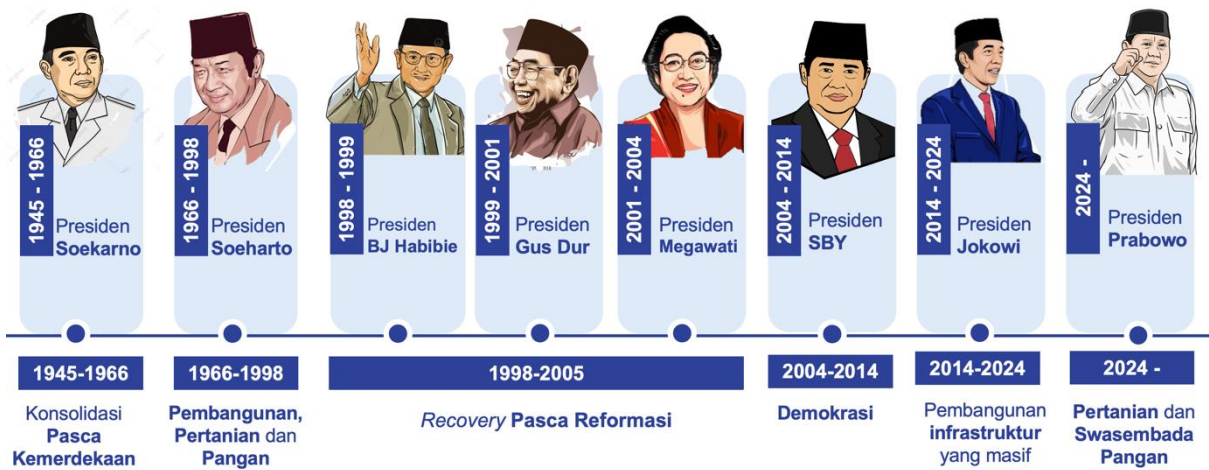 1945 - 1966
Presiden
Soekarno
1966 - 1998
Presiden
Soeharto
1998 - 1999
Presiden
BJ Habibie
1999 - 2001
Presiden
Gus Dur
2001 - 2004
Presiden
Megawati
2004 - 2014
Presiden
SBY
2014 - 2024
Presiden
Jokowi
2024 -
Presiden
Prabowo
1945-1966
Konsolidasi
Pasca
Kemerdekaan
1966-1998
Pembangunan,
Pertanian dan
Pangan
1998-2005
Recovery Pasca Reformasi
2004-2014
Demokrasi
2014-2024
Pembangunan
infrastruktur
yang masif
2024 -
Pertanian dan
Swasembada
Pangan